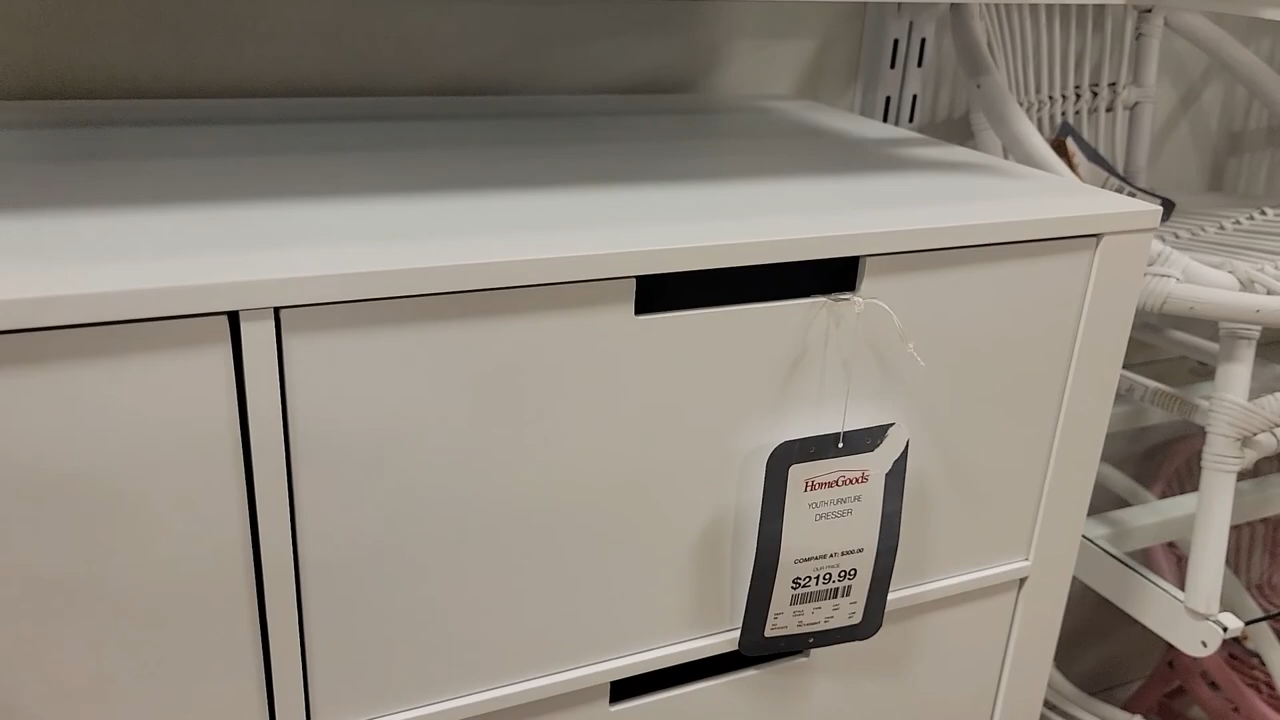 HomeGoods
YOUTH FURNITURE
DRESSER
COMPARE AT: $300.00
OUR PRICE
$219.99